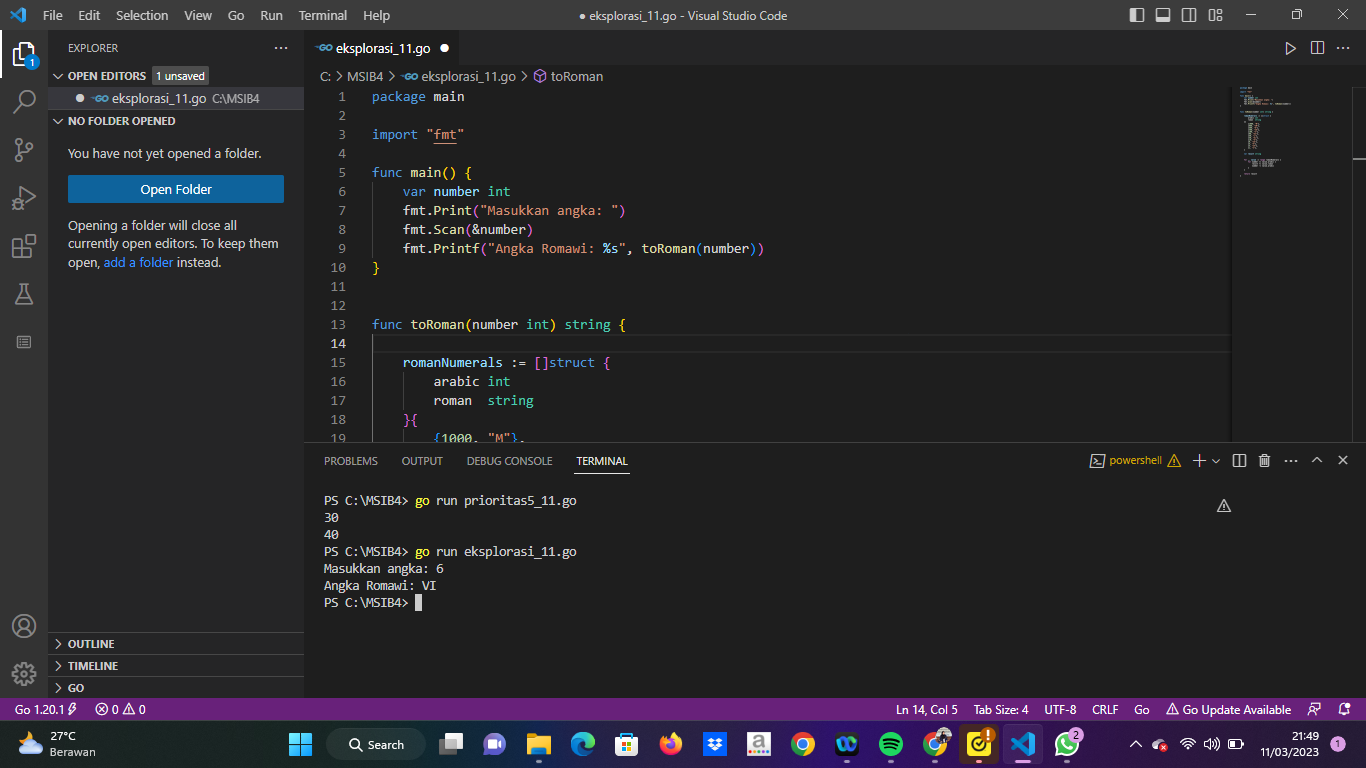 File Edit Selection View Go Run Terminal Help
● eksplorasi_11.go - Visual Studio Code
EXPLORER
OPEN EDITORS 1 unsaved
eksplorasi_11.go C:\MSIB4
NO FOLDER OPENED
You have not yet opened a folder.
Open Folder
Opening a folder will close all
currently open editors. To keep them
open, add a folder instead.
OUTLINE
TIMELINE
GO
1
GO eksplorasi_11.go
C: > MSIB4 > GO eksplorasi_11.go > toRoman
1 package main
2
3 import "fmt"
4
5 func main() {
6 var number int
7 fmt.Print("Masukkan angka: ")
8 fmt.Scan(&number)
9 fmt.Printf("Angka Romawi: %s", toRoman(number))
10 }
11
12
13 func toRoman(number int) string {
14
15 romanNumerals := []struct {
16 arabic int
17 roman string
18 }{
19 {1000, "M"},
PROBLEMS OUTPUT DEBUG CONSOLE TERMINAL
powershell
PS C:\MSIB4> go run prioritas5_11.go
30
40
PS C:\MSIB4> go run eksplorasi_11.go
Masukkan angka: 6
Angka Romawi: VI
PS C:\MSIB4>
Go 1.20.1 0 0 Ln 14, Col 5 Tab Size: 4 UTF-8 CRLF Go Go Update Available
27°C
Berawan
Search
a
2
21:49
11/03/2023
1